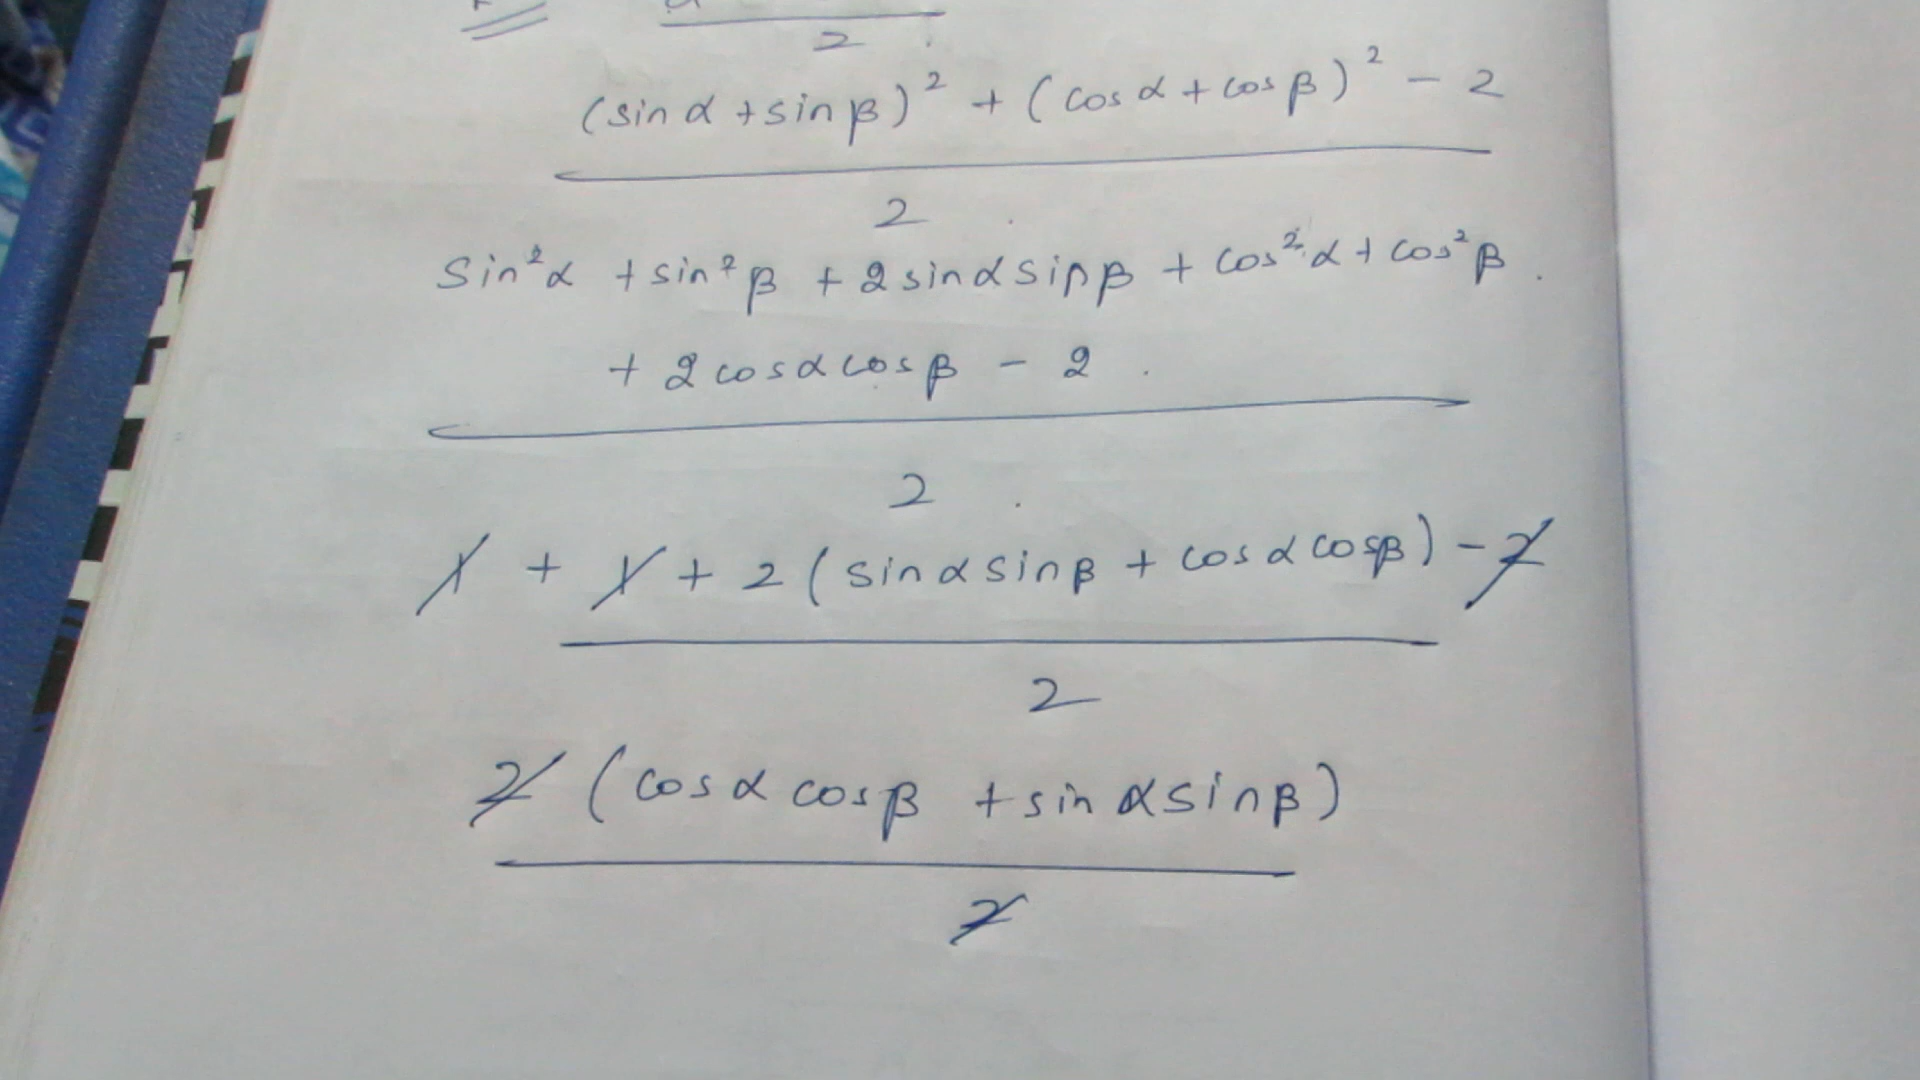 2
(sin α + sin β)² + (cos α + cos β)² - 2
2
sin²α + sin²β + 2 sin α sin β + cos²α + cos²β
+ 2 cos α cos β - 2
2
1 + 1 + 2 (sin α sin β + cos α cos β) - 2
2
2 (cos α cos β + sin α sin β)
2